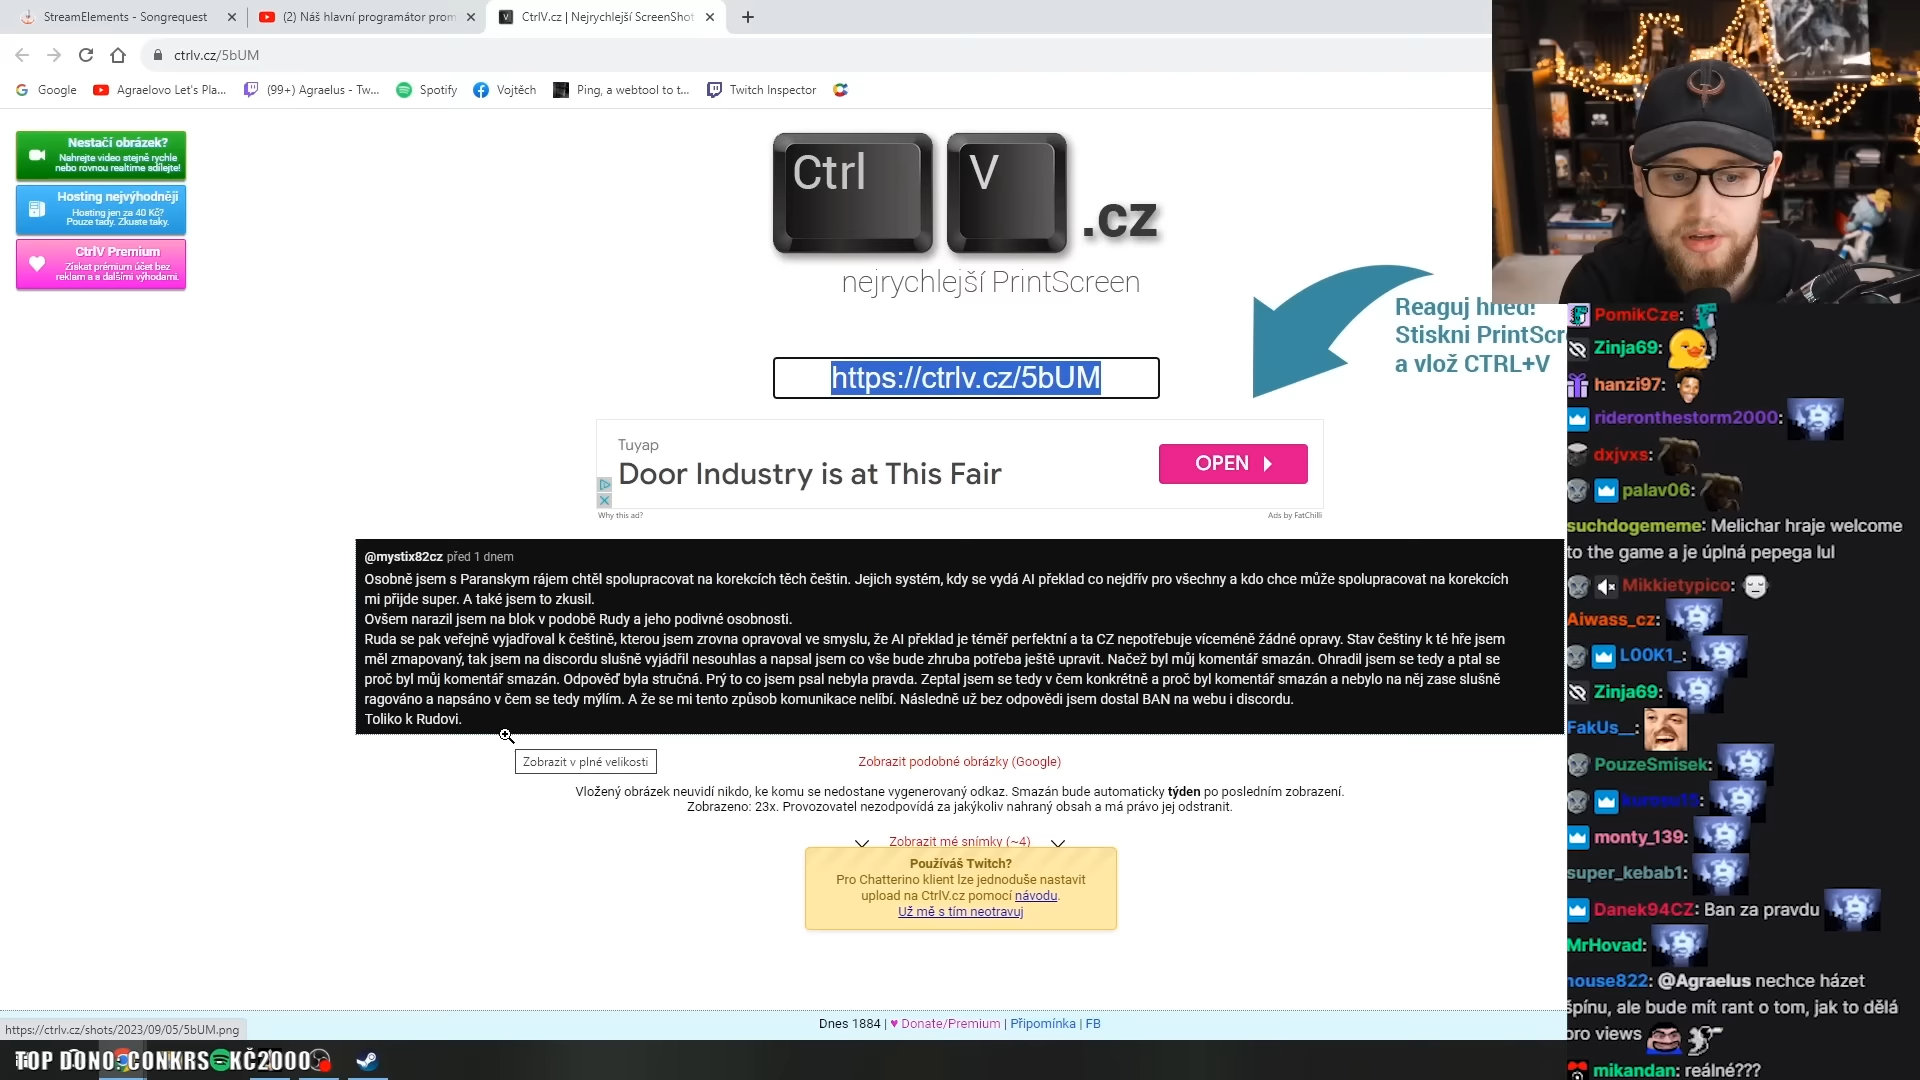 StreamElements - Songrequest
(2) Náš hlavní programátor prom
CtrlV.cz | Nejrychlejší ScreenShot
ctrlv.cz/5bUM
Google
Agraelovo Let's Pla...
(99+) Agraelus - Tw...
Spotify
Vojtěch
Ping, a webtool to t...
Twitch Inspector
Nestačí obrázek?
Nahrejte video stejně rychle
nebo rovnou realtime sdílejte!
Hosting nejvýhodněji
Hosting jen za 40 Kč?
Pouze tady. Zkuste taky.
CtrlV Premium
Získat prémium účet bez
reklam a s dalšími výhodami.
Ctrl V .cz
nejrychlejší PrintScreen
Reaguj hned!
Stiskni PrintScr
a vlož CTRL+V
https://ctrlv.cz/5bUM
Tuyap
Door Industry is at This Fair
OPEN
Why this ad?
Ads by FatChilli
@mystix82cz před 1 dnem
Osobně jsem s Paranskym rájem chtěl spolupracovat na korekcích těch češtin. Jejich systém, kdy se vydá AI překlad co nejdřív pro všechny a kdo chce může spolupracovat na korekcích
mi přijde super. A také jsem to zkusil.
Ovšem narazil jsem na blok v podobě Rudy a jeho podivné osobnosti.
Ruda se pak veřejně vyjadřoval k češtině, kterou jsem zrovna opravoval ve smyslu, že AI překlad je téměř perfektní a ta CZ nepotřebuje víceméně žádné opravy. Stav češtiny k té hře jsem
měl zmapovaný, tak jsem na discordu slušně vyjádřil nesouhlas a napsal jsem co vše bude zhruba potřeba ještě upravit. Načež byl můj komentář smazán. Ohradil jsem se tedy a ptal se
proč byl můj komentář smazán. Odpověď byla stručná. Prý to co jsem psal nebyla pravda. Zeptal jsem se tedy v čem konkrétně a proč byl komentář smazán a nebylo na něj zase slušně
ragováno a napsáno v čem se tedy mýlím. A že se mi tento způsob komunikace nelíbí. Následně už bez odpovědi jsem dostal BAN na webu i discordu.
Toliko k Rudovi.
Zobrazit v plné velikosti
Zobrazit podobné obrázky (Google)
Vložený obrázek neuvidí nikdo, ke komu se nedostane vygenerovaný odkaz. Smazán bude automaticky týden po posledním zobrazení.
Zobrazeno: 23x. Provozovatel nezodpovídá za jakýkoliv nahraný obsah a má právo jej odstranit.
Zobrazit mé snímky (~4)
Používáš Twitch?
Pro Chatterino klient lze jednoduše nastavit
upload na CtrlV.cz pomocí návodu.
Už mě s tím neotravuj
Dnes 1884 | ♥ Donate/Premium | Připomínka | FB
https://ctrlv.cz/shots/2023/09/05/5bUM.png
TOP DONO: CONKRS KČ2000
PomikCze:
Zinja69:
hanzi97:
rideronthestorm2000:
dxjvxs:
palav06:
suchdogememe: Melichar hraje welcome
to the game a je úplná pepega lul
Mikkietypico:
Aiwass_cz:
L00K1_:
Zinja69:
FakUs__:
PouzeSmisek:
monty_139:
super_kebab1:
Danek94CZ: Ban za pravdu
MrHovad:
house822: @Agraelus nechce házet
špínu, ale bude mít rant o tom, jak to dělá
pro views
mikandan: reálné???